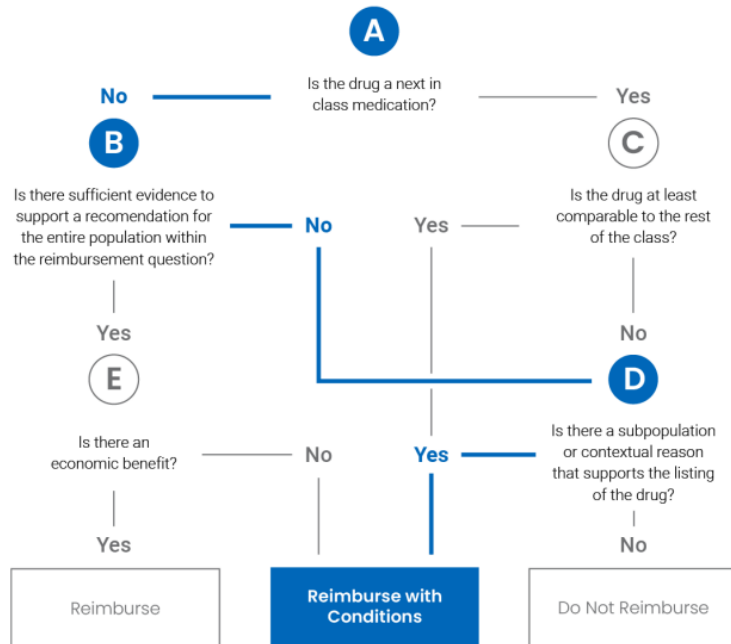 A
Is the drug a next in
class medication?
No
Yes
B
C
Is there sufficient evidence to
support a recomendation for
the entire population within
the reimbursement question?
No
Yes
Is the drug at least
comparable to the rest
of the class?
Yes
No
E
D
Is there an
economic benefit?
No
Yes
Is there a subpopulation
or contextual reason
that supports the listing
of the drug?
Yes
No
Reimburse
Reimburse with
Conditions
Do Not Reimburse